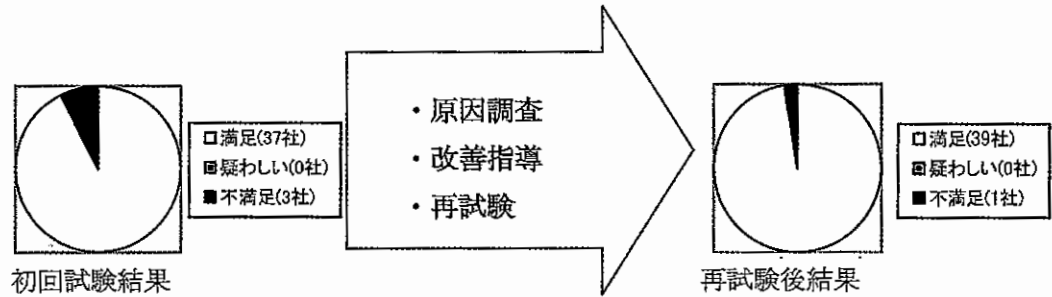 □満足(37社)
▣疑わしい(0社)
■不満足(3社)
初回試験結果
・原因調査
・改善指導
・再試験
□満足(39社)
▣疑わしい(0社)
■不満足(1社)
再試験後結果